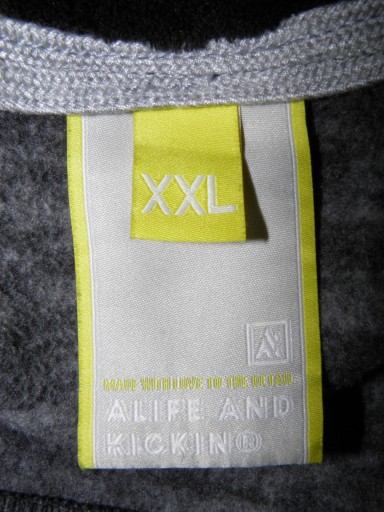 XXL
MADE WITH LOVE TO THE DETAIL
ALIFE AND
KICKIN®